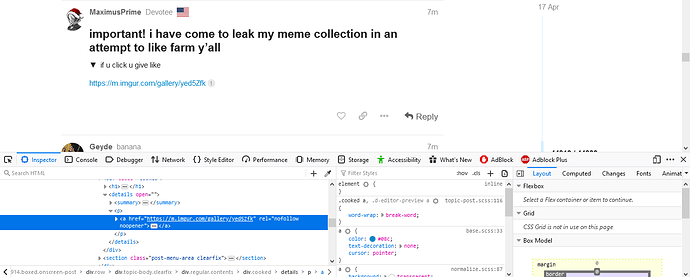 17 Apr
MaximusPrime Devotee 7m
important! i have come to leak my meme collection in an
attempt to like farm y'all
▼ if u click u give like
https://m.imgur.com/gallery/yed5Zfk 1
Reply
Geyde banana 7m
Inspector Console Debugger Network Style Editor Performance Memory Storage Accessibility What's New AdBlock Adblock Plus
Search HTML
Filter Styles
:hov .cls
Layout Computed Changes
<h1> </h1>
<details open="">
<summary> </summary>
<p>
<a href="https://m.imgur.com/gallery/yed5Zfk" rel="nofollow
noopener"> </a>
</p>
</details>
</div>
<section class="post-menu-area clearfix"> </section>
914.boxed.onscreen-post div.row div.topic-body.clearfix div.regular.contents div.cooked details p a
element { inline
}
.cooked a, .d-editor-preview a topic-post.scss:116
{
word-wrap: break-word;
}
a { base.scss:33
color: #08c;
text-decoration: none;
cursor: pointer;
}
a { normalize.scss:87
background: transparent;
Flexbox
Select a Flex container or item to continue.
Grid
CSS Grid is not in use on this page
Box Model
margin
border